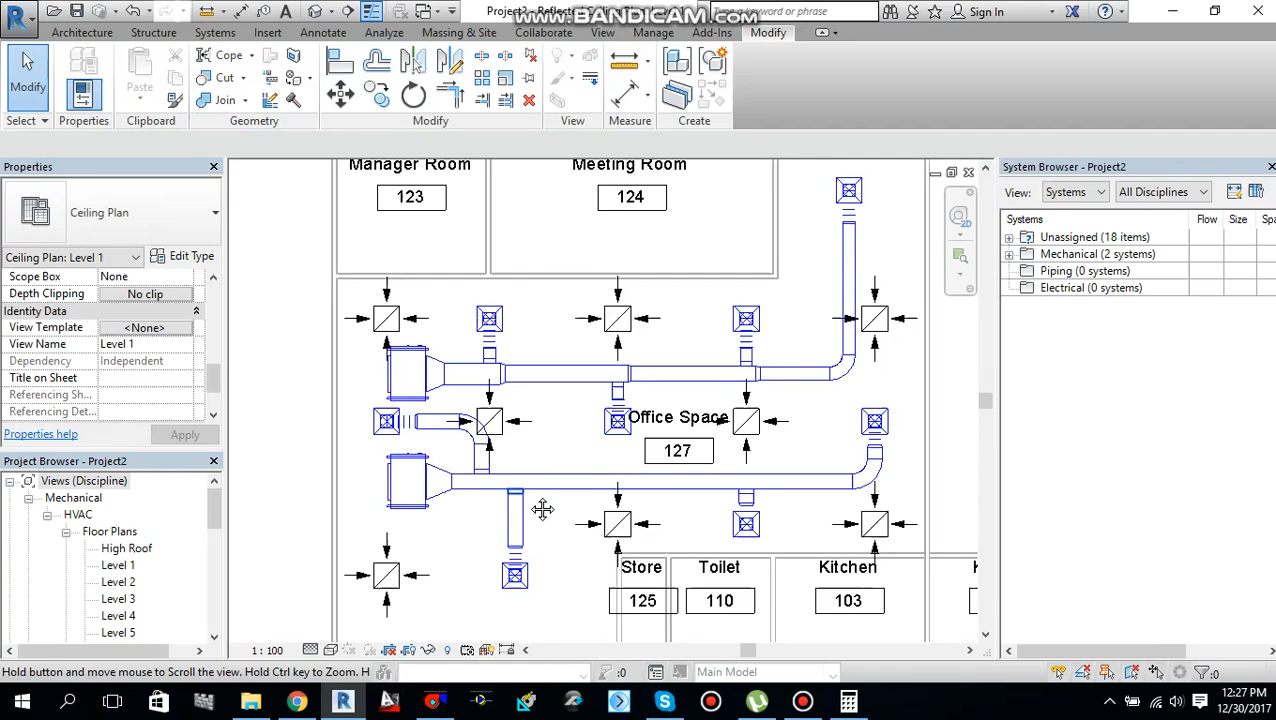 Project2 - Reflected
www.BANDICAM.com
Type a keyword or phrase
Sign In
Architecture Structure Systems Insert Annotate Analyze Massing & Site Collaborate View Manage Add-Ins Modify
Modify
Paste
Cope
Cut
Join
Select Properties Clipboard Geometry Modify View Measure Create
Properties
Ceiling Plan
Ceiling Plan: Level 1
Edit Type
Scope Box None
Depth Clipping No clip
Identity Data
View Template <None>
View Name Level 1
Dependency Independent
Title on Sheet
Referencing Sh...
Referencing Det...
Properties help
Apply
Project Browser - Project2
Views (Discipline)
Mechanical
HVAC
Floor Plans
High Roof
Level 1
Level 2
Level 3
Level 4
Level 5
Manager Room
123
Meeting Room
124
Office Space
127
Store
125
Toilet
110
Kitchen
103
K
2D
System Browser - Project2
View: Systems All Disciplines
Systems Flow Size Sp
Unassigned (18 items)
Mechanical (2 systems)
Piping (0 systems)
Electrical (0 systems)
1 : 100
Hold button and move mouse to Scroll the view. Hold Ctrl key to Zoom. H
:0
Main Model
:0
12:27 PM
12/30/2017